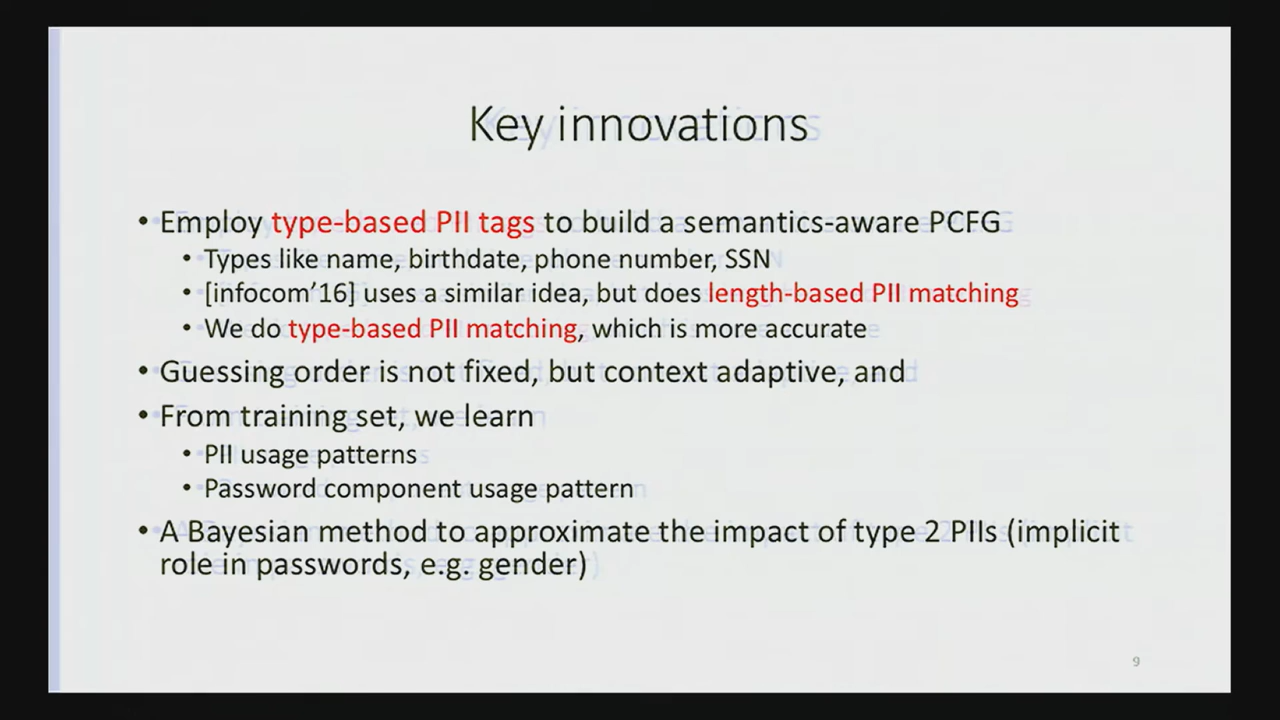 Key innovations
• Employ type-based PII tags to build a semantics-aware PCFG
• Types like name, birthdate, phone number, SSN
• [infocom’16] uses a similar idea, but does length-based PII matching
• We do type-based PII matching, which is more accurate
• Guessing order is not fixed, but context adaptive, and
• From training set, we learn
• PII usage patterns
• Password component usage pattern
• A Bayesian method to approximate the impact of type 2 PIIs (implicit
role in passwords, e.g. gender)
9